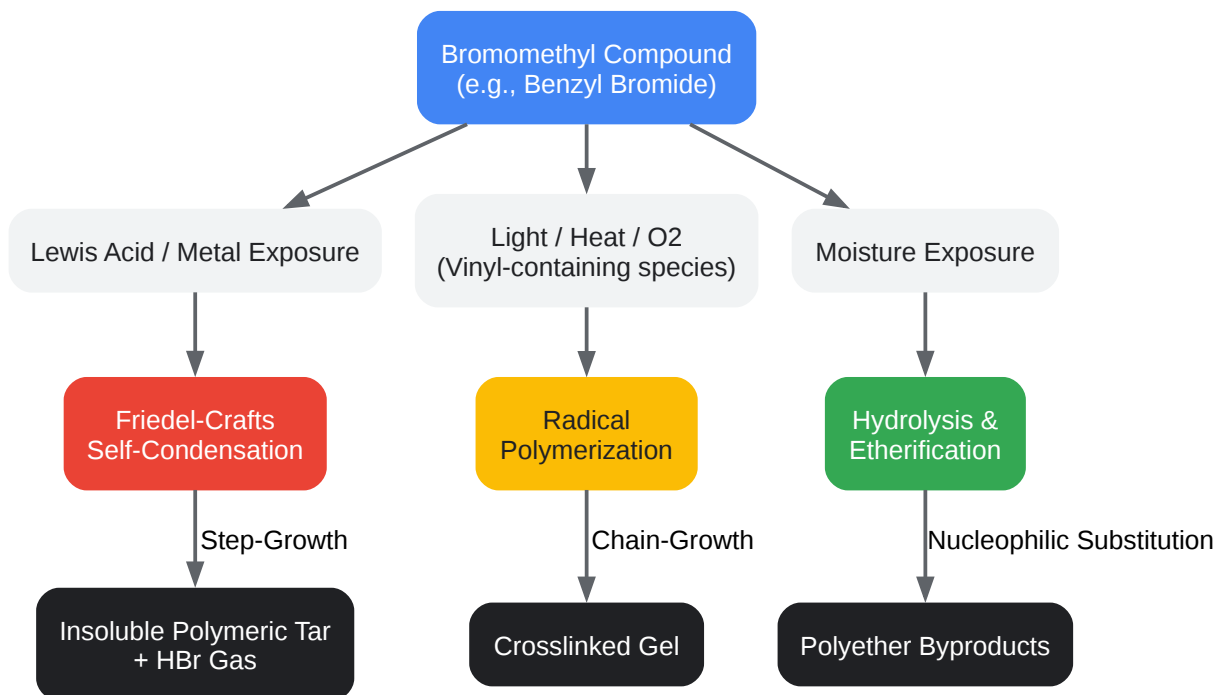 Bromomethyl Compound
(e.g., Benzyl Bromide)
Lewis Acid / Metal Exposure
Light / Heat / O2
(Vinyl-containing species)
Moisture Exposure
Friedel-Crafts
Self-Condensation
Radical
Polymerization
Hydrolysis &
Etherification
Step-Growth
Chain-Growth
Nucleophilic Substitution
Insoluble Polymeric Tar
+ HBr Gas
Crosslinked Gel
Polyether Byproducts